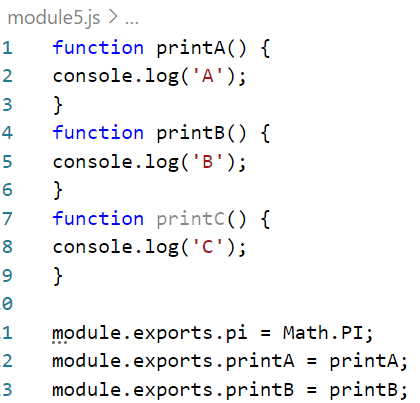 module5.js > ...
1 function printA() {
2 console.log('A');
3 }
4 function printB() {
5 console.log('B');
6 }
7 function printC() {
8 console.log('C');
9 }
0
1 module.exports.pi = Math.PI;
2 module.exports.printA = printA;
3 module.exports.printB = printB;